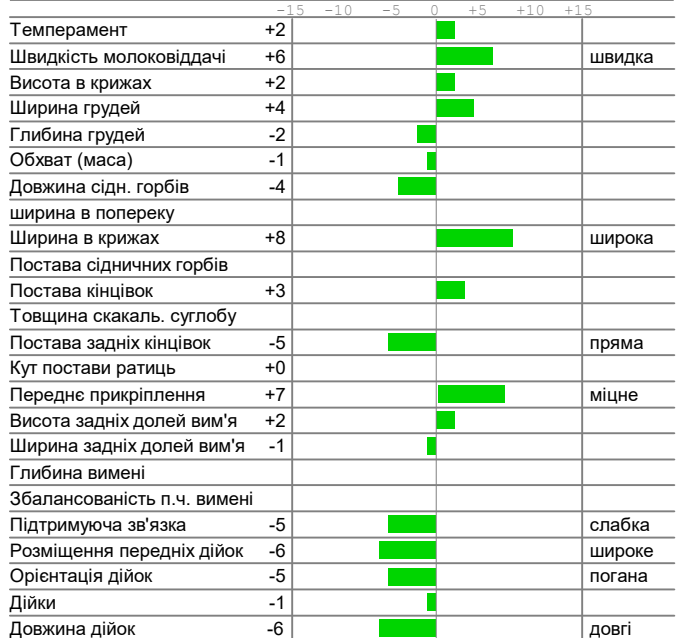 -15 -10 -5 0 +5 +10 +15
Темперамент +2
Швидкість молоковіддачі +6 швидка
Висота в крижах +2
Ширина грудей +4
Глибина грудей -2
Обхват (маса) -1
Довжина сідн. горбів -4
ширина в попереку
Ширина в крижах +8 широка
Постава сідничних горбів
Постава кінцівок +3
Товщина скакаль. суглобу
Постава задніх кінцівок -5 пряма
Кут постави ратиць +0
Переднє прикріплення +7 міцне
Висота задніх долей вим'я +2
Ширина задніх долей вим'я -1
Глибина вимені
Збалансованість п.ч. вимені
Підтримуюча зв'язка -5 слабка
Розміщення передніх дійок -6 широке
Орієнтація дійок -5 погана
Дійки -1
Довжина дійок -6 довгі